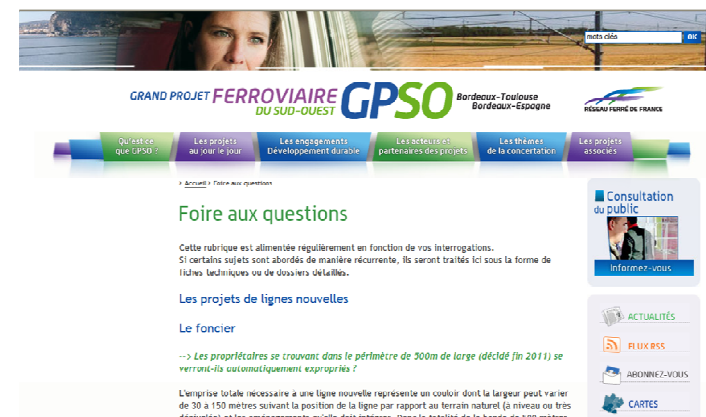 mots clés OK
GRAND PROJET FERROVIAIRE DU SUD-OUEST GPSO Bordeaux-Toulouse Bordeaux-Espagne
RÉSEAU FERRÉ DE FRANCE
Qu'est ce que GPSO ?
Les projets au jour le jour
Les engagements Développement durable
Les acteurs et partenaires des projets
Les thèmes de la concertation
Les projets associés
> Accueil > Foire aux questions
Foire aux questions
Cette rubrique est alimentée régulièrement en fonction de vos interrogations.
Si certains sujets sont abordés de manière récurrente, ils seront traités ici sous la forme de
fiches techniques ou de dossiers détaillés.
Les projets de lignes nouvelles
Le foncier
--> Les propriétaires se trouvant dans le périmètre de 500m de large (décidé fin 2011) se
verront-ils automatiquement expropriés ?
L'emprise totale nécessaire à une ligne nouvelle représente un couloir dont la largeur peut varier
de 30 à 150 mètres suivant la position de la ligne par rapport au terrain naturel (à niveau ou très
Consultation
du public
Informez-vous
ACTUALITÉS
FLUX RSS
ABONNEZ-VOUS
CARTES